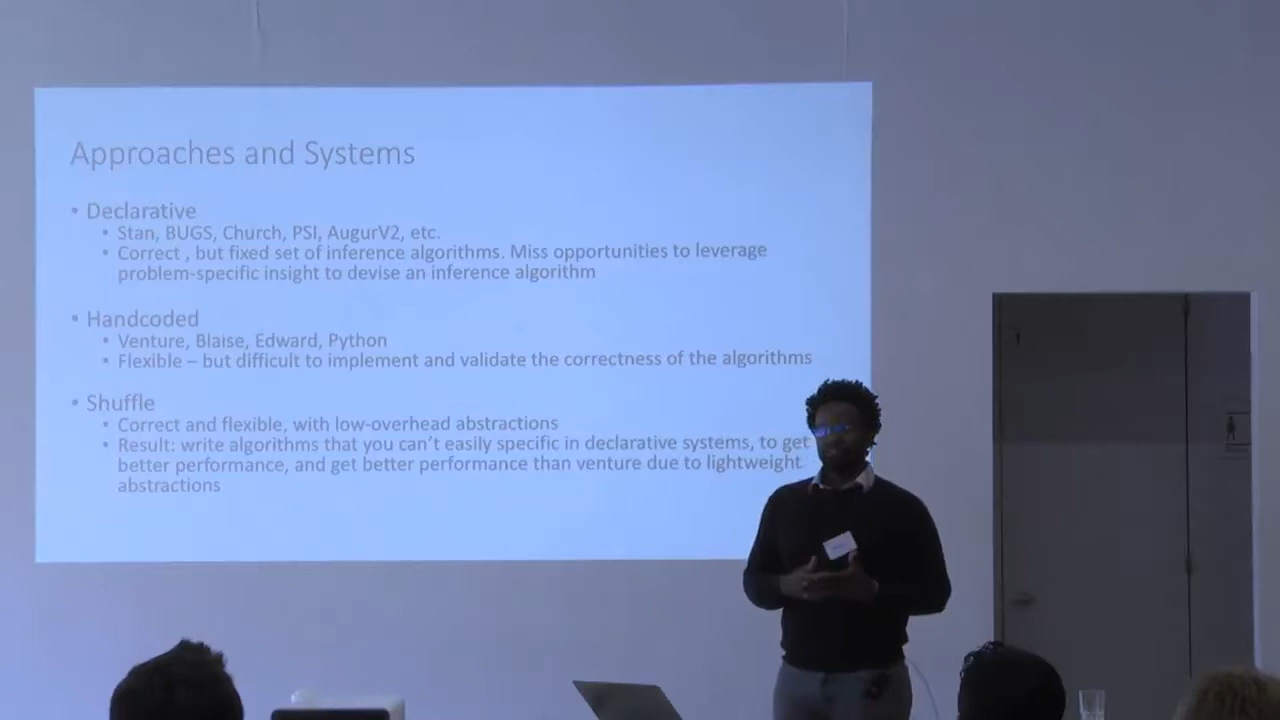 Approaches and Systems
• Declarative
• Stan, BUGS, Church, PSI, AugurV2, etc.
• Correct , but fixed set of inference algorithms. Miss opportunities to leverage
problem-specific insight to devise an inference algorithm
• Handcoded
• Venture, Blaise, Edward, Python
• Flexible – but difficult to implement and validate the correctness of the algorithms
• Shuffle
• Correct and flexible, with low-overhead abstractions
• Result: write algorithms that you can't easily specific in declarative systems, to get
better performance, and get better performance than venture due to lightweight
abstractions